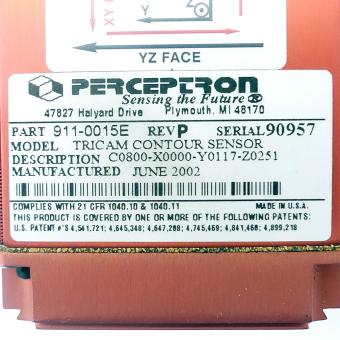 YZ FACE
PERCEPTRON
Sensing the Future®
47827 Halyard Drive Plymouth, MI 48170
PART 911-0015E REV P SERIAL 90957
MODEL TRICAM CONTOUR SENSOR
DESCRIPTION C0800-X0000-Y0117-Z0251
MANUFACTURED JUNE 2002
COMPLIES WITH 21 CFR 1040.10 & 1040.11 MADE IN U.S.A.
THIS PRODUCT IS COVERED BY ONE OR MORE OF THE FOLLOWING PATENTS:
U.S. PATENT #'S 4,541,721; 4,645,348; 4,647,208; 4,745,469; 4,841,460; 4,899,218